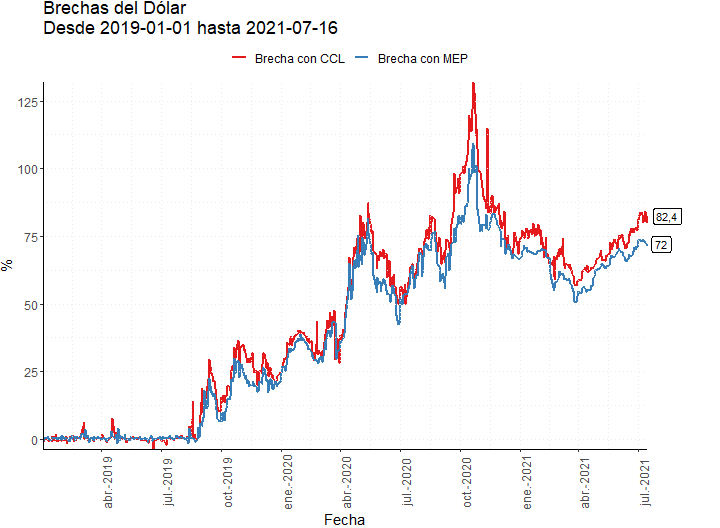 Brechas del Dólar
Desde 2019-01-01 hasta 2021-07-16
Brecha con CCL
Brecha con MEP
%
125
100
75
50
25
0
82,4
72
abr.-2019
jul.-2019
oct.-2019
ene.-2020
abr.-2020
jul.-2020
oct.-2020
ene.-2021
abr.-2021
jul.-2021
Fecha